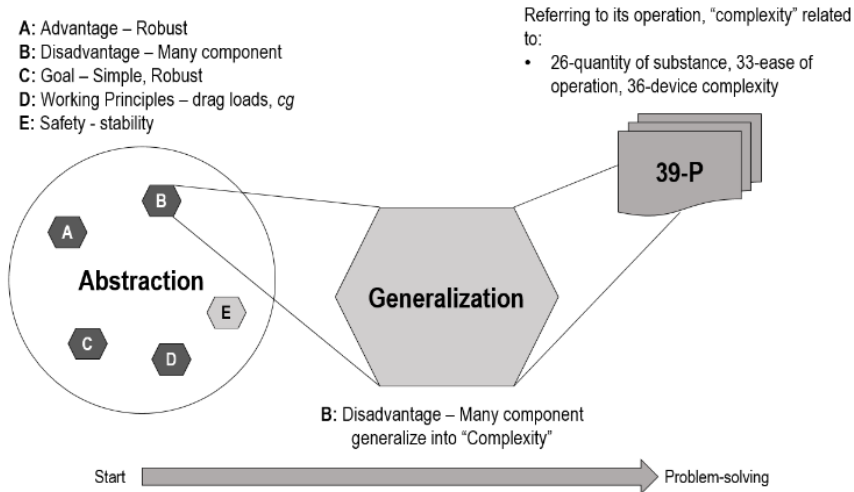 A: Advantage – Robust
B: Disadvantage – Many component
C: Goal – Simple, Robust
D: Working Principles – drag loads, cg
E: Safety - stability
Referring to its operation, “complexity” related
to:
• 26-quantity of substance, 33-ease of
operation, 36-device complexity
39-P
B
A
Abstraction
E
C
D
Generalization
B: Disadvantage – Many component
generalize into “Complexity”
Start
Problem-solving